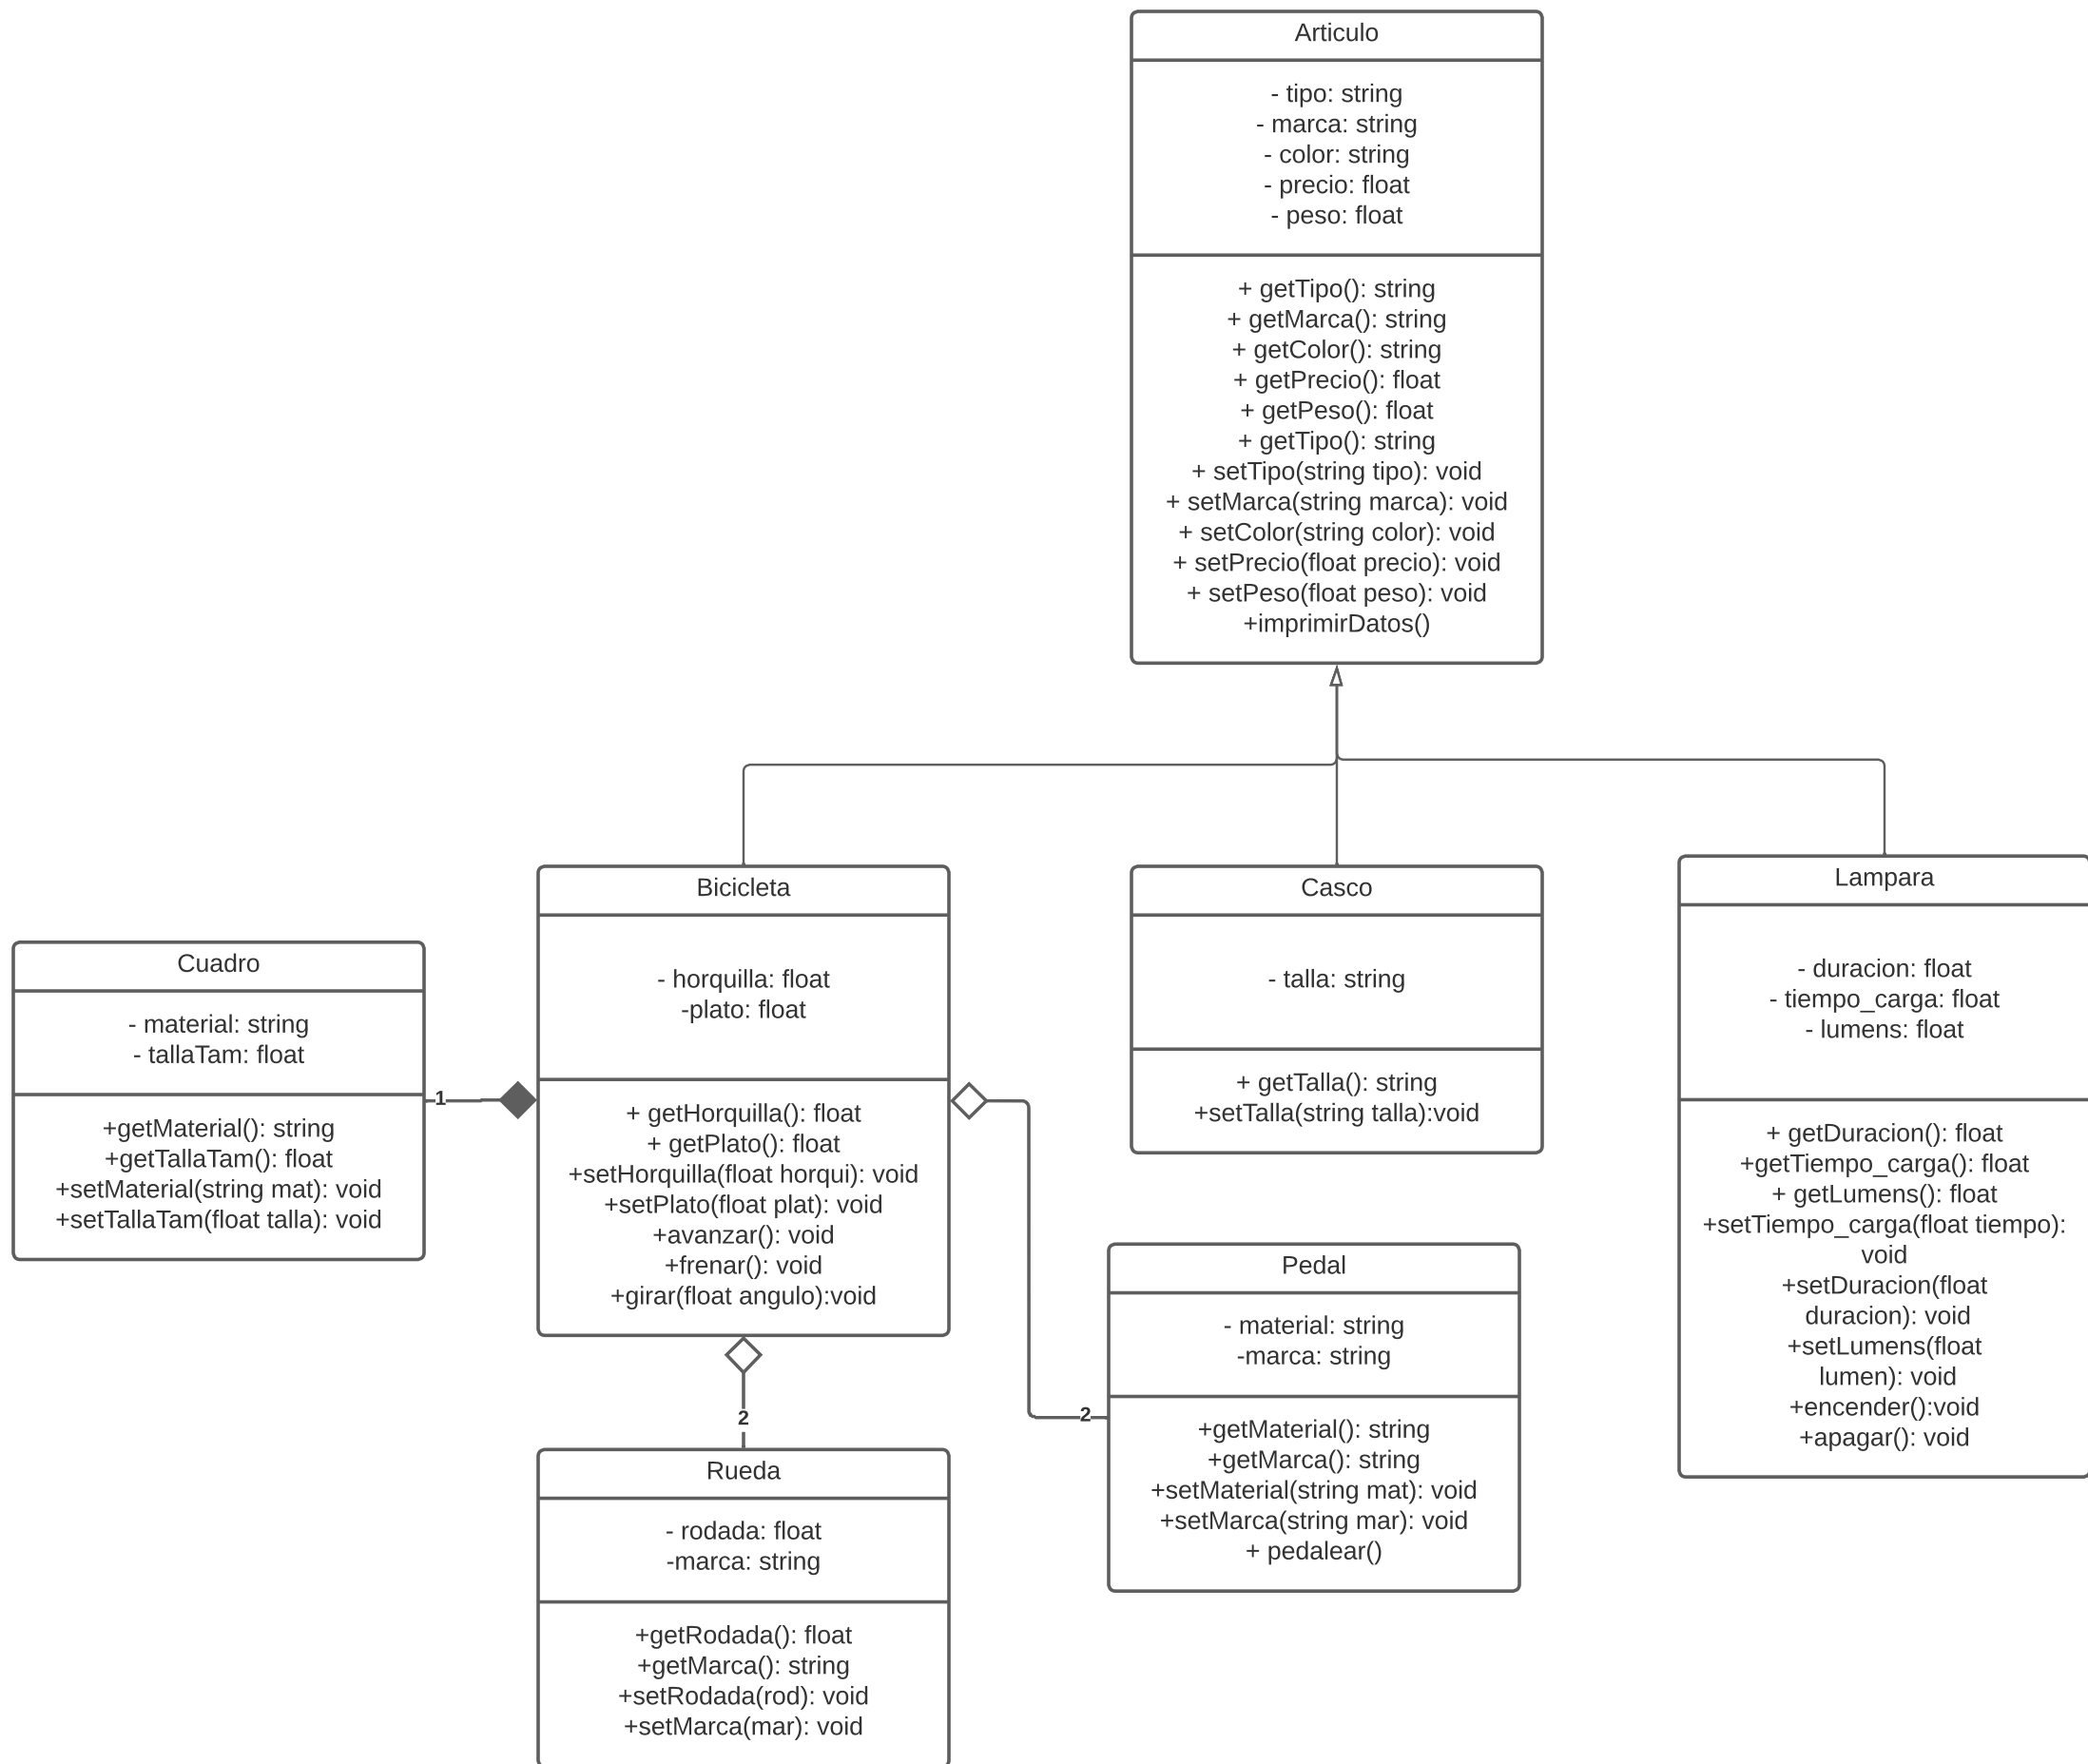 Articulo
- tipo: string
- marca: string
- color: string
- precio: float
- peso: float
+ getTipo(): string
+ getMarca(): string
+ getColor(): string
+ getPrecio(): float
+ getPeso(): float
+ getTipo(): string
+ setTipo(string tipo): void
+ setMarca(string marca): void
+ setColor(string color): void
+ setPrecio(float precio): void
+ setPeso(float peso): void
+imprimirDatos()
Cuadro
- material: string
- tallaTam: float
+getMaterial(): string
+getTallaTam(): float
+setMaterial(string mat): void
+setTallaTam(float talla): void
1
Bicicleta
- horquilla: float
-plato: float
+ getHorquilla(): float
+ getPlato(): float
+setHorquilla(float horqui): void
+setPlato(float plat): void
+avanzar(): void
+frenar(): void
+girar(float angulo):void
Casco
- talla: string
+ getTalla(): string
+setTalla(string talla):void
Lampara
- duracion: float
- tiempo_carga: float
- lumens: float
+ getDuracion(): float
+getTiempo_carga(): float
+ getLumens(): float
+setTiempo_carga(float tiempo):
void
+setDuracion(float
duracion): void
+setLumens(float
lumen): void
+encender():void
+apagar(): void
2
Rueda
- rodada: float
-marca: string
+getRodada(): float
+getMarca(): string
+setRodada(rod): void
+setMarca(mar): void
2
Pedal
- material: string
-marca: string
+getMaterial(): string
+getMarca(): string
+setMaterial(string mat): void
+setMarca(string mar): void
+ pedalear()